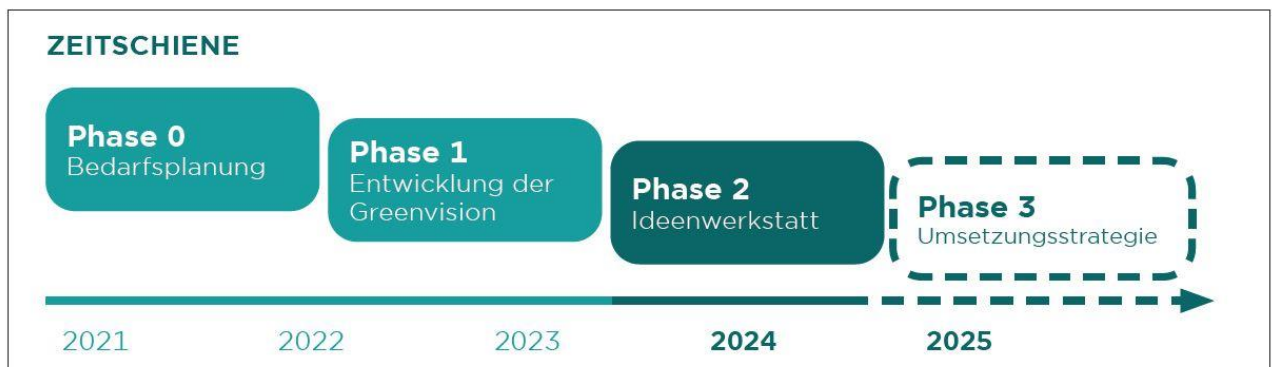 ZEITSCHIENE
Phase 0
Bedarfsplanung
Phase 1
Entwicklung der
Greenvision
Phase 2
Ideenwerkstatt
Phase 3
Umsetzungsstrategie
2021 2022 2023 2024 2025